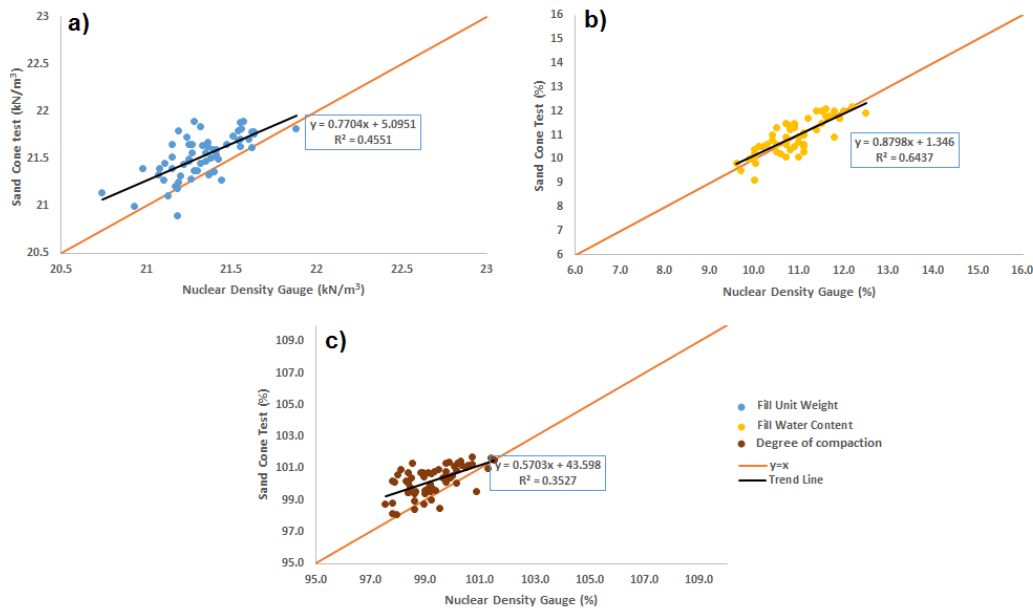 a)
23
22.5
22
21.5
21
20.5
Sand Cone test (kN/m³)
y = 0.7704x + 5.0951
R² = 0.4551
20.5 21 21.5 22 22.5 23
Nuclear Density Gauge (kN/m³)
b)
16
15
14
13
12
11
10
9
8
7
6
Sand Cone Test (%)
y = 0.8798x + 1.346
R² = 0.6437
6.0 7.0 8.0 9.0 10.0 11.0 12.0 13.0 14.0 15.0 16.0
Nuclear Density Gauge (%)
c)
109.0
107.0
105.0
103.0
101.0
99.0
97.0
95.0
Sand Cone Test (%)
y = 0.5703x + 43.598
R² = 0.3527
95.0 97.0 99.0 101.0 103.0 105.0 107.0 109.0
Nuclear Density Gauge (%)
Fill Unit Weight
Fill Water Content
Degree of compaction
y=x
Trend Line